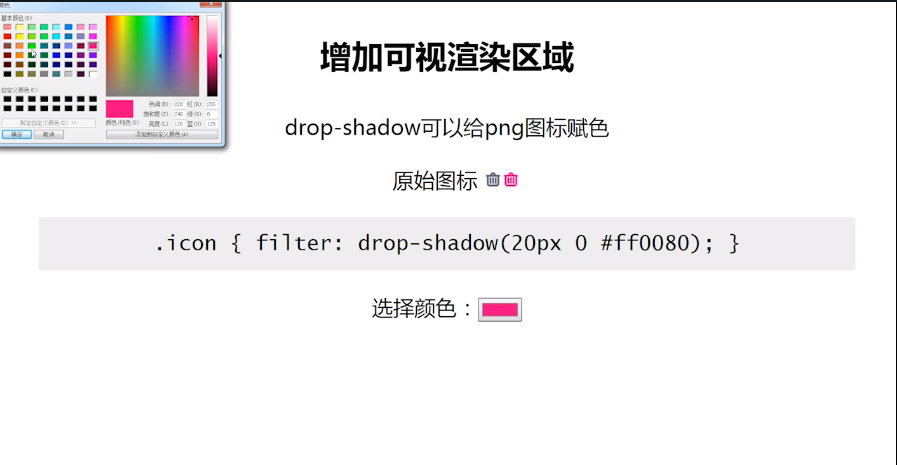 颜色
基本颜色(B):
自定义颜色(C):
规定自定义颜色(D) >>
确定
取消
颜色|纯色(O)
色调(E): 220
红(R): 255
饱和度(S): 240
绿(G): 0
亮度(L): 120
蓝(U): 128
添加到自定义颜色(A)
增加可视渲染区域
drop-shadow可以给png图标赋色
原始图标
.icon { filter: drop-shadow(20px 0 #ff0080); }
选择颜色：